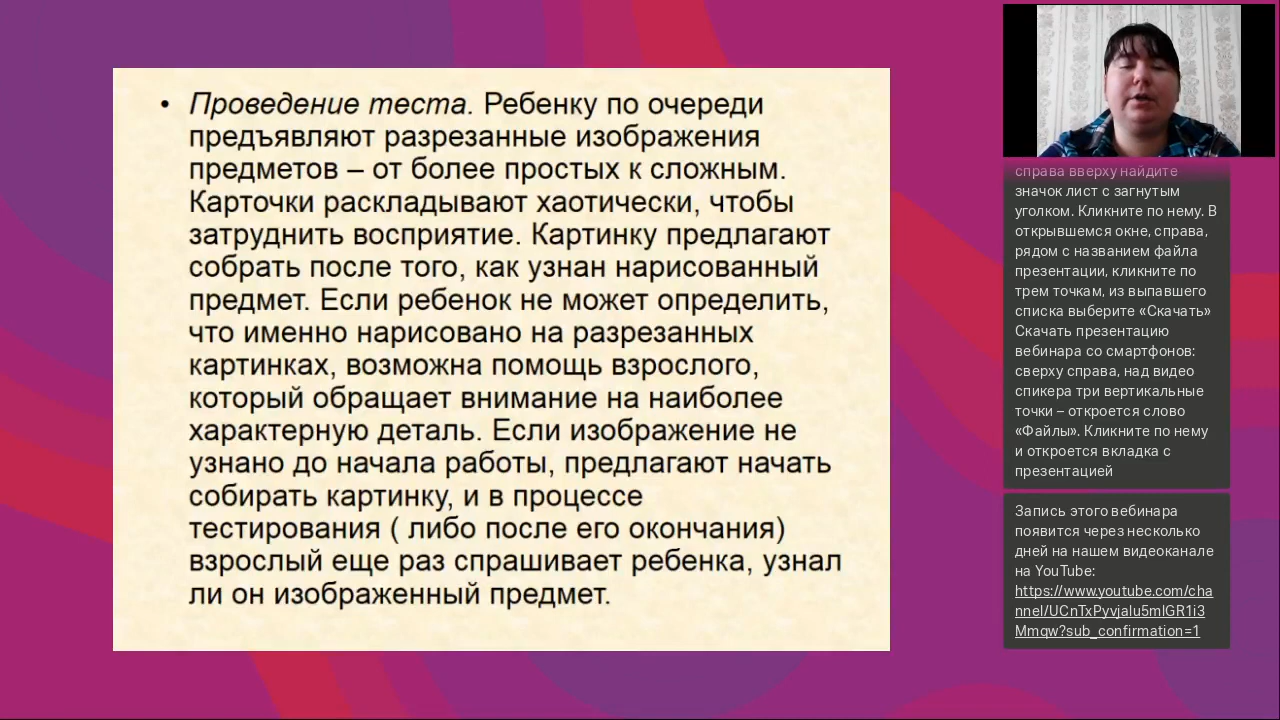 • Проведение теста. Ребенку по очереди
предъявляют разрезанные изображения
предметов – от более простых к сложным.
Карточки раскладывают хаотически, чтобы
затруднить восприятие. Картинку предлагают
собрать после того, как узнан нарисованный
предмет. Если ребенок не может определить,
что именно нарисовано на разрезанных
картинках, возможна помощь взрослого,
который обращает внимание на наиболее
характерную деталь. Если изображение не
узнано до начала работы, предлагают начать
собирать картинку, и в процессе
тестирования ( либо после его окончания)
взрослый еще раз спрашивает ребенка, узнал
ли он изображенный предмет.
справа вверху найдите
значок лист с загнутым
уголком. Кликните по нему. В
открывшемся окне, справа,
рядом с названием файла
презентации, кликните по
трем точкам, из выпавшего
списка выберите «Скачать»
Скачать презентацию
вебинара со смартфонов:
сверху справа, над видео
спикера три вертикальные
точки – откроется слово
«Файлы». Кликните по нему
и откроется вкладка с
презентацией
Запись этого вебинара
появится через несколько
дней на нашем видеоканале
на YouTube:
https://www.youtube.com/cha
nnel/UCnTxPyvjalu5mlGR1i3
Mmqw?sub_confirmation=1